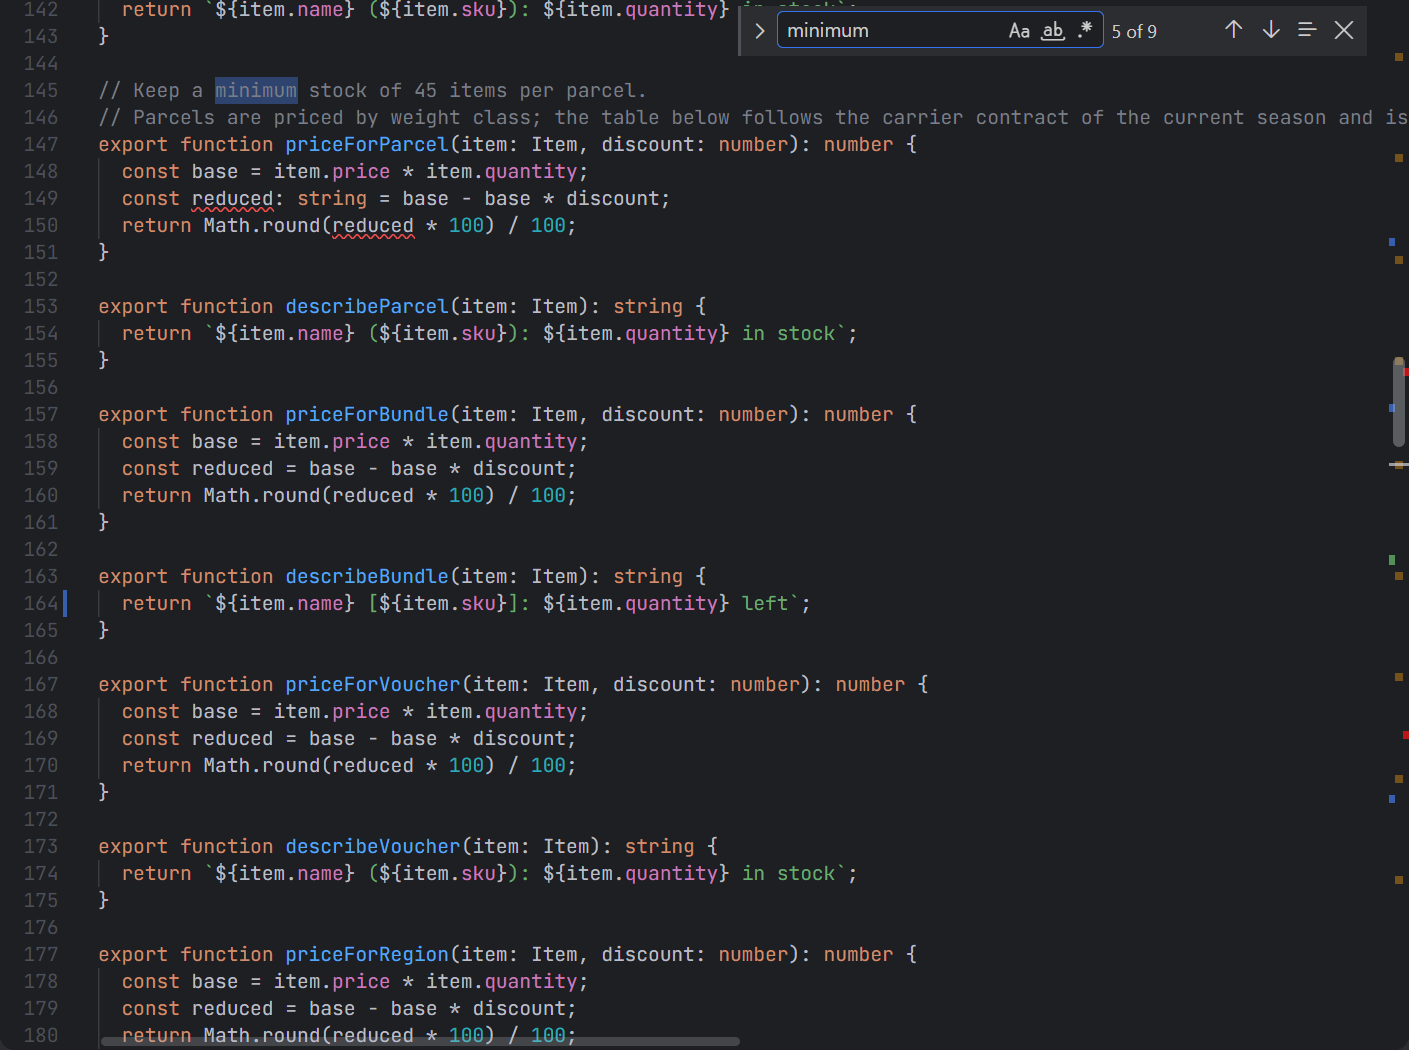 142   return `${item.name} (${item.sku}): ${item.quantity}
143 }
144
145 // Keep a minimum stock of 45 items per parcel.
146 // Parcels are priced by weight class; the table below follows the carrier contract of the current season and is
147 export function priceForParcel(item: Item, discount: number): number {
148   const base = item.price * item.quantity;
149   const reduced: string = base - base * discount;
150   return Math.round(reduced * 100) / 100;
151 }
152
153 export function describeParcel(item: Item): string {
154   return `${item.name} (${item.sku}): ${item.quantity} in stock`;
155 }
156
157 export function priceForBundle(item: Item, discount: number): number {
158   const base = item.price * item.quantity;
159   const reduced = base - base * discount;
160   return Math.round(reduced * 100) / 100;
161 }
162
163 export function describeBundle(item: Item): string {
164   return `${item.name} [${item.sku}]: ${item.quantity} left`;
165 }
166
167 export function priceForVoucher(item: Item, discount: number): number {
168   const base = item.price * item.quantity;
169   const reduced = base - base * discount;
170   return Math.round(reduced * 100) / 100;
171 }
172
173 export function describeVoucher(item: Item): string {
174   return `${item.name} (${item.sku}): ${item.quantity} in stock`;
175 }
176
177 export function priceForRegion(item: Item, discount: number): number {
178   const base = item.price * item.quantity;
179   const reduced = base - base * discount;
180   return Math.round(reduced * 100) / 100;
minimum Aa ab .* 5 of 9